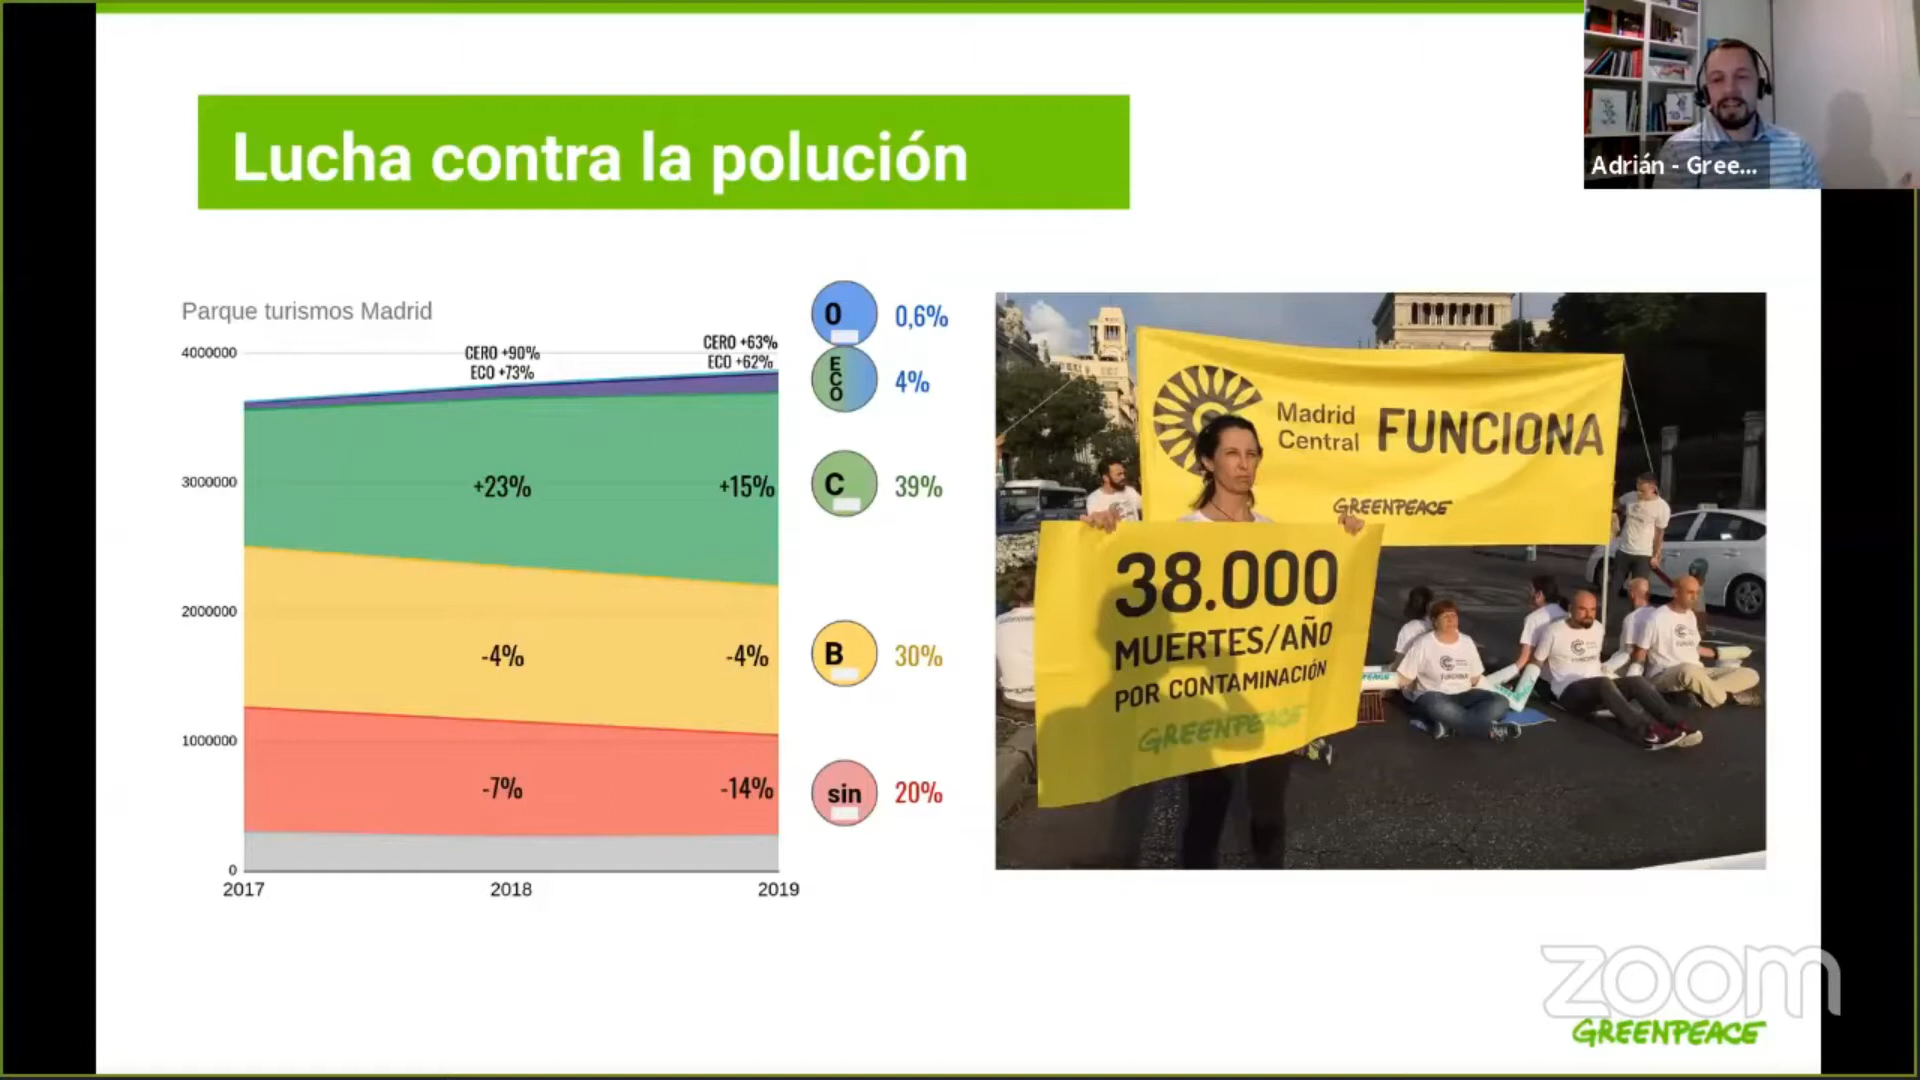 Adrián - Gree...
Lucha contra la polución
Parque turismos Madrid
4000000
3000000
2000000
1000000
0
2017
2018
2019
CERO +90%
ECO +73%
CERO +63%
ECO +62%
+23%
+15%
-4%
-4%
-7%
-14%
0
0,6%
ECO
4%
C
39%
B
30%
sin
20%
Madrid
Central
FUNCIONA
GREENPEACE
38.000
MUERTES/AÑO
POR CONTAMINACIÓN
GREENPEACE
FUNCIONA
zoom
GREENPEACE